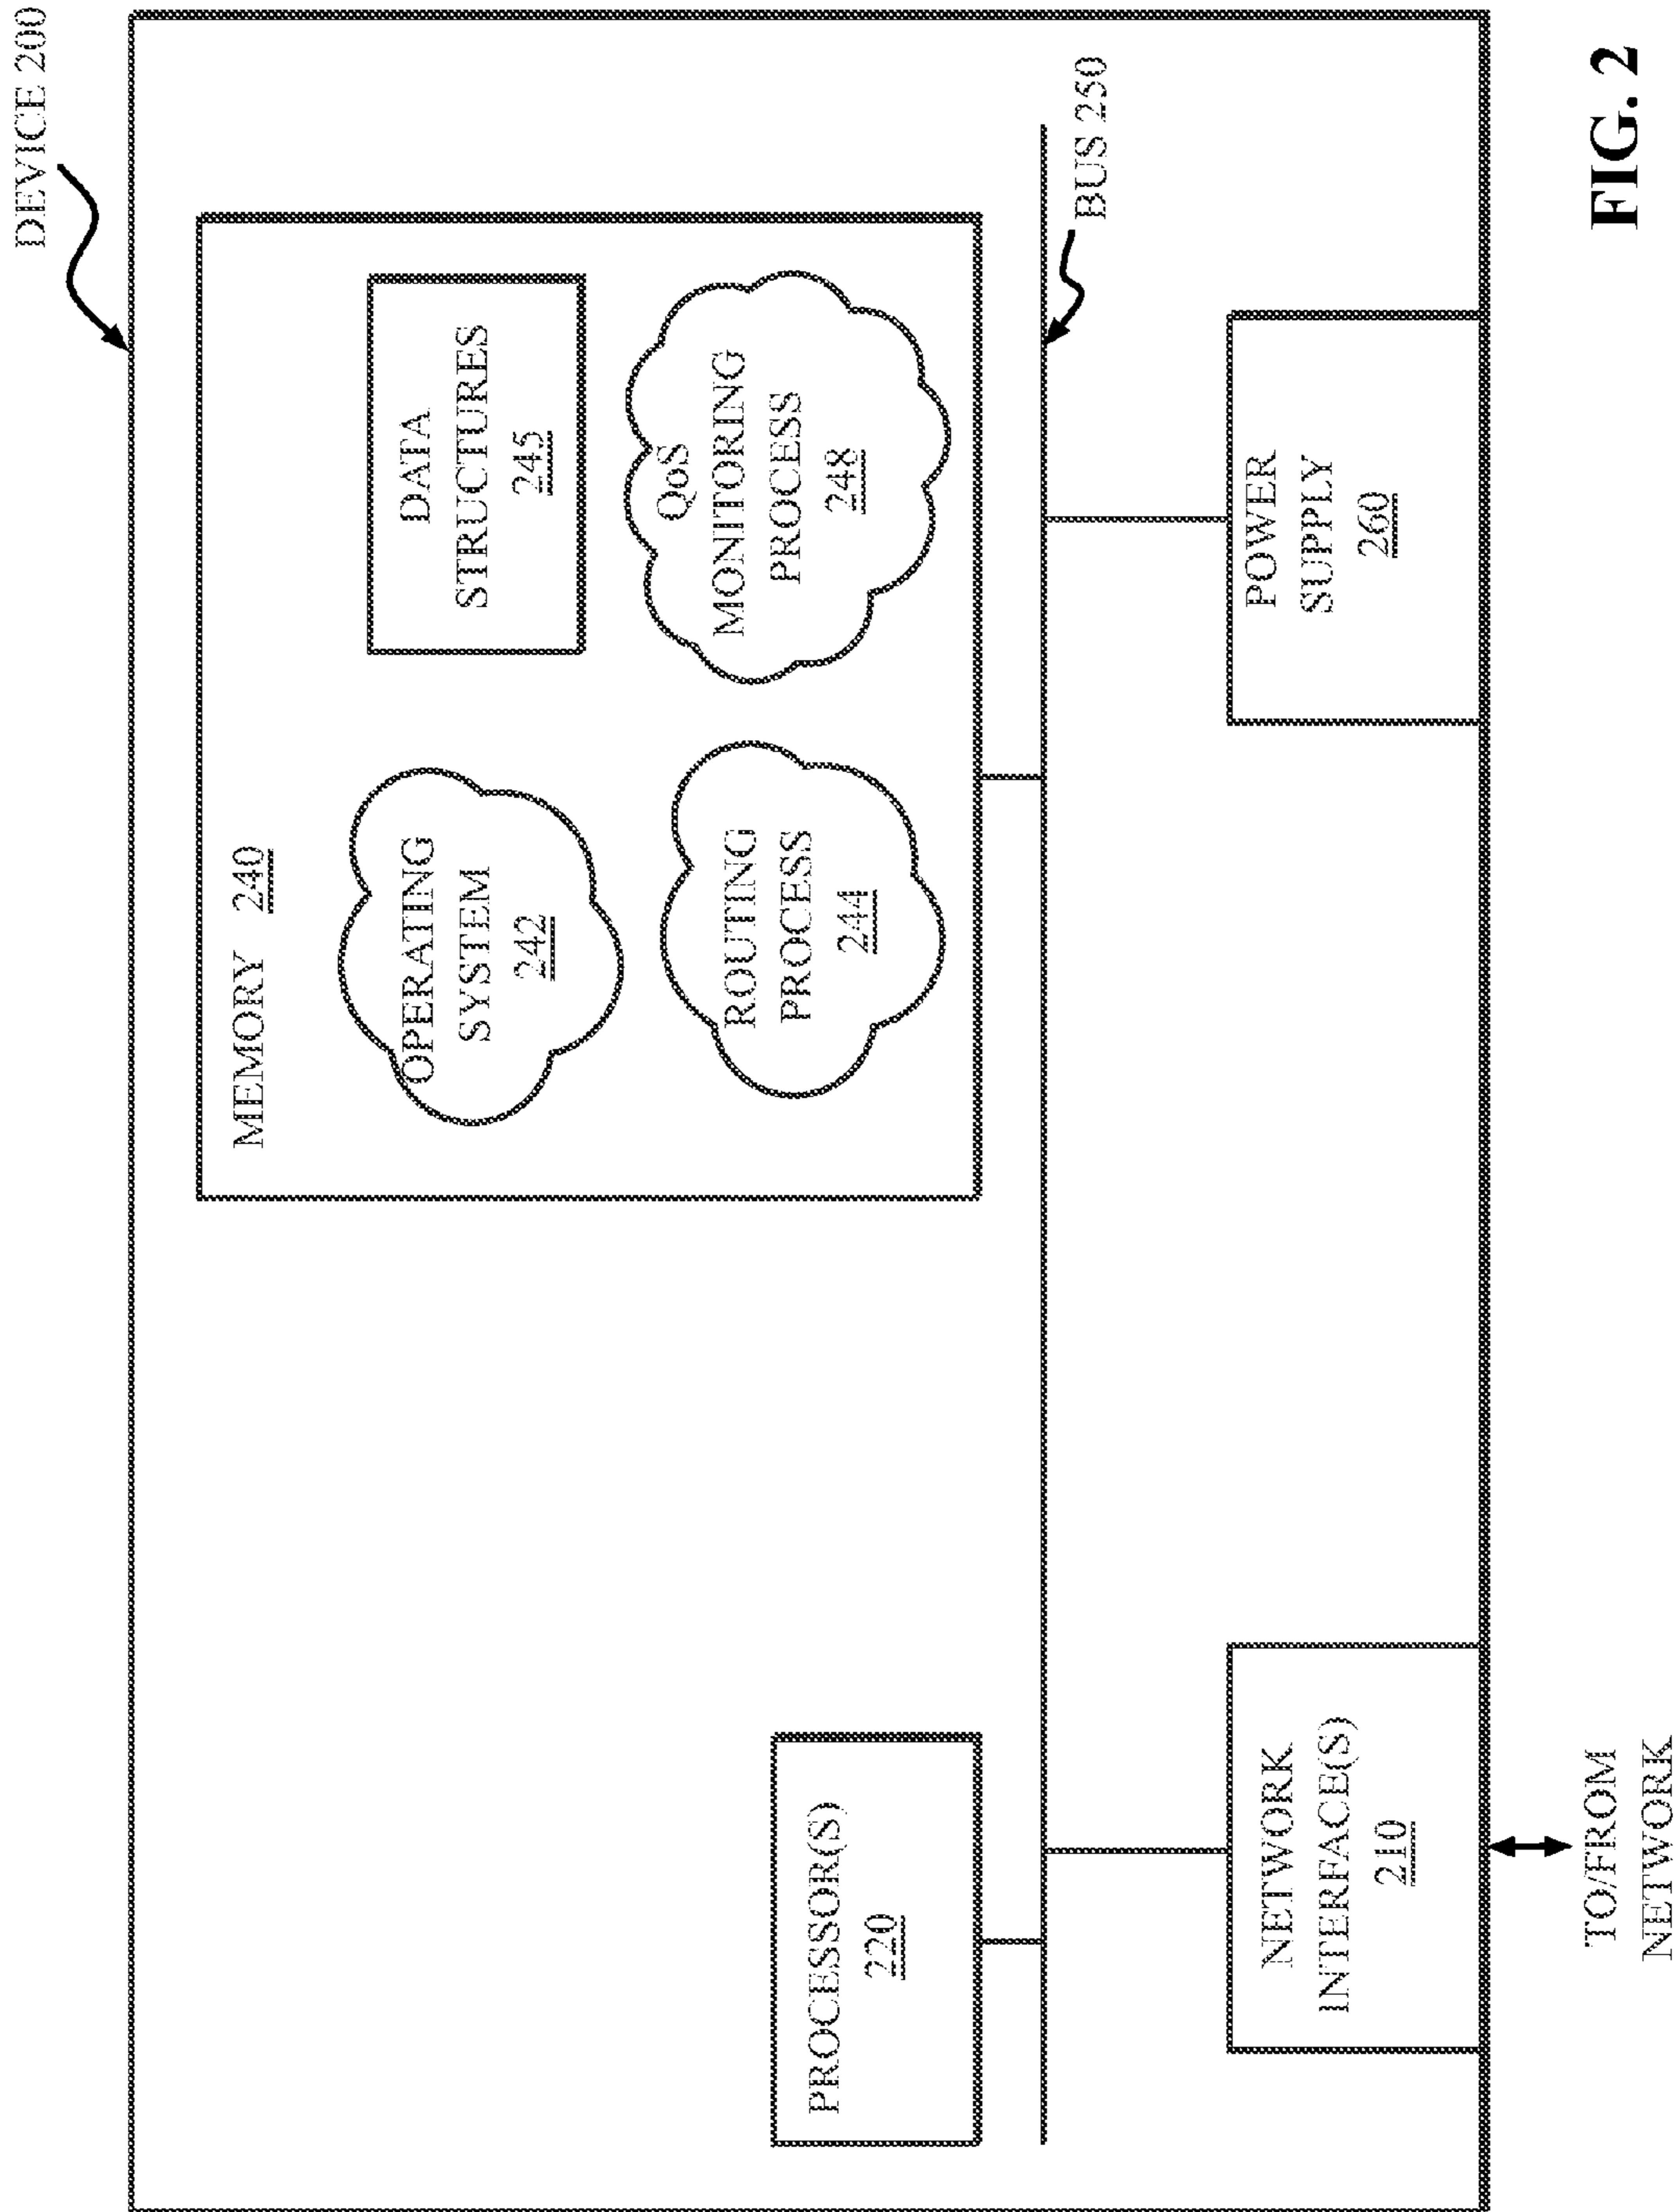 DEVICE 200
MEMORY 240
OPERATING
SYSTEM
242
DATA
STRUCTURES
245
ROUTING
PROCESS
244
QoS
MONITORING
PROCESS
248
PROCESSOR(S)
220
BUS 250
NETWORK
INTERFACE(S)
210
POWER
SUPPLY
260
TO/FROM
NETWORK
FIG. 2